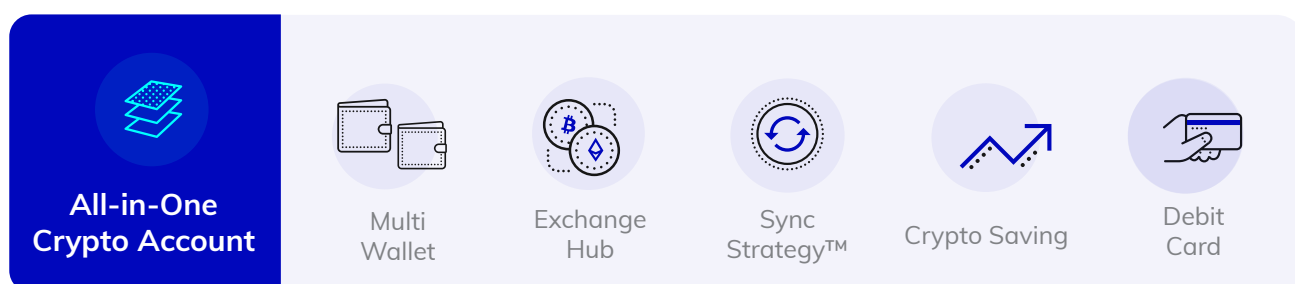 All-in-One
Crypto Account
Multi
Wallet
Exchange
Hub
Sync
Strategy™
Crypto Saving
Debit
Card